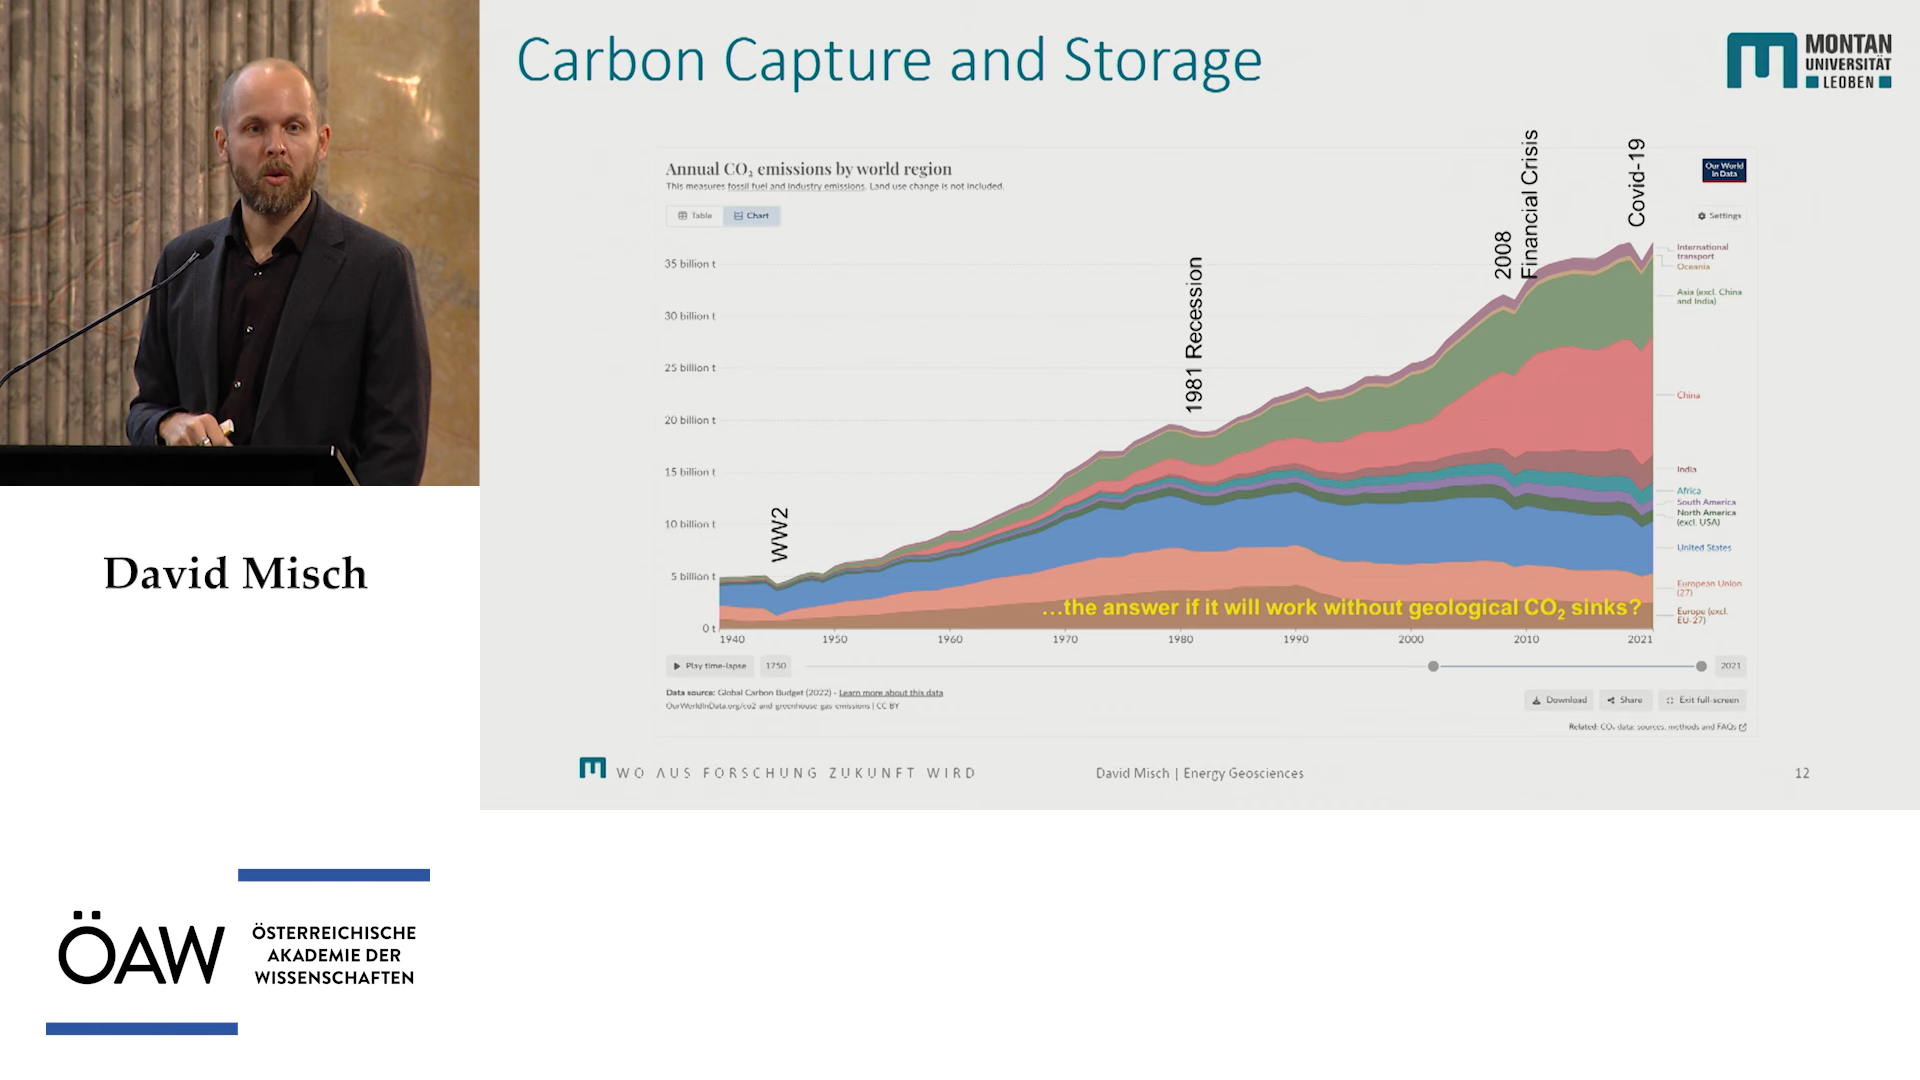 Carbon Capture and Storage
MONTAN
UNIVERSITÄT
LEOBEN
Annual CO₂ emissions by world region
This measures fossil fuel and industry emissions. Land use change is not included.
Our World
in Data
Table
Chart
Settings
35 billion t
30 billion t
25 billion t
20 billion t
15 billion t
10 billion t
5 billion t
0 t
WW2
1981 Recession
2008
Financial Crisis
Covid-19
International
transport
Oceania
Asia (excl. China
and India)
China
India
Africa
South America
North America
(excl. USA)
United States
European Union
(27)
Europe (excl.
EU-27)
…the answer if it will work without geological CO₂ sinks?
1940
1950
1960
1970
1980
1990
2000
2010
2021
Play time-lapse
1750
2021
Data source: Global Carbon Budget (2022) - Learn more about this data
OurWorldInData.org/co2-and-greenhouse-gas-emissions | CC BY
Download
Share
Exit full-screen
Related: CO₂ data: sources, methods and FAQs
WO AUS FORSCHUNG ZUKUNFT WIRD
David Misch | Energy Geosciences
12
David Misch
ÖAW
ÖSTERREICHISCHE
AKADEMIE DER
WISSENSCHAFTEN